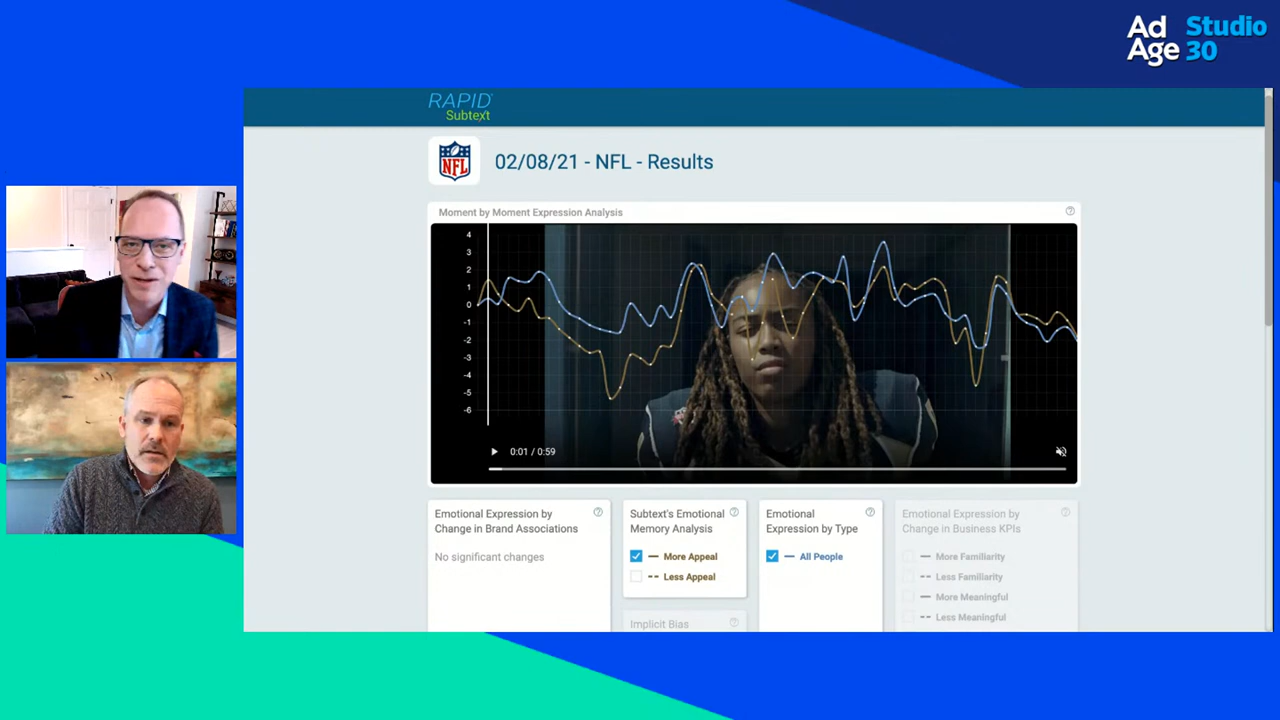 Ad Studio
Age 30
RAPID
Subtext
NFL
02/08/21 - NFL - Results
Moment by Moment Expression Analysis
4
3
2
1
0
-1
-2
-3
-4
-5
-6
0:01 / 0:59
Emotional Expression by
Change in Brand Associations
No significant changes
Subtext's Emotional
Memory Analysis
More Appeal
Less Appeal
Implicit Bias
Emotional
Expression by Type
All People
Emotional Expression by
Change in Business KPIs
More Familiarity
Less Familiarity
More Meaningful
Less Meaningful